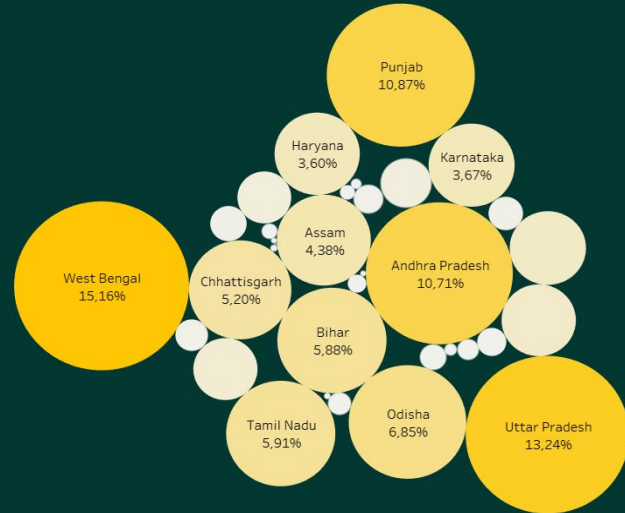 Punjab
10,87%
Haryana
3,60%
Karnataka
3,67%
Assam
4,38%
Andhra Pradesh
10,71%
West Bengal
15,16%
Chhattisgarh
5,20%
Bihar
5,88%
Tamil Nadu
5,91%
Odisha
6,85%
Uttar Pradesh
13,24%